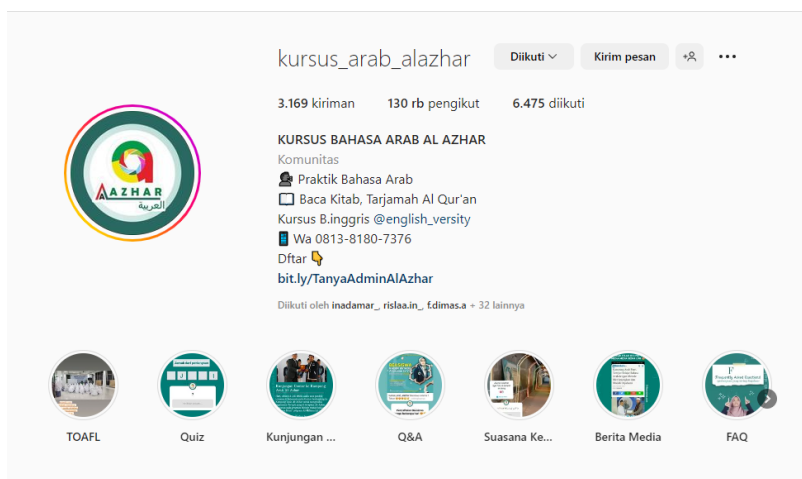 kursus_arab_alazhar
Diikuti
Kirim pesan
3.169 kiriman
130 rb pengikut
6.475 diikuti
KURSUS BAHASA ARAB AL AZHAR
Komunitas
Praktik Bahasa Arab
Baca Kitab, Tarjamah Al Qur'an
Kursus B.inggris @english_versity
Wa 0813-8180-7376
Dftar
bit.ly/TanyaAdminAlAzhar
Diikuti oleh inadamar_, rislaa.in_, f.dimas.a + 32 lainnya
AZHAR
العربية
TOAFL
Quiz
Kunjungan ...
Q&A
Suasana Ke...
Berita Media
FAQ